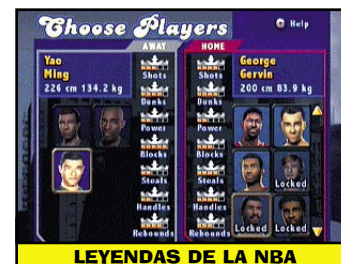 Choose Players
Help
AWAY
HOME
Yao
Ming
226 cm 134.2 kg
George
Gervin
200 cm 83.9 kg
Shots
Shots
Dunks
Dunks
Power
Power
Blocks
Blocks
Steals
Steals
Handles
Handles
Rebounds
Rebounds
Locked
Locked
Locked
LEYENDAS DE LA NBA